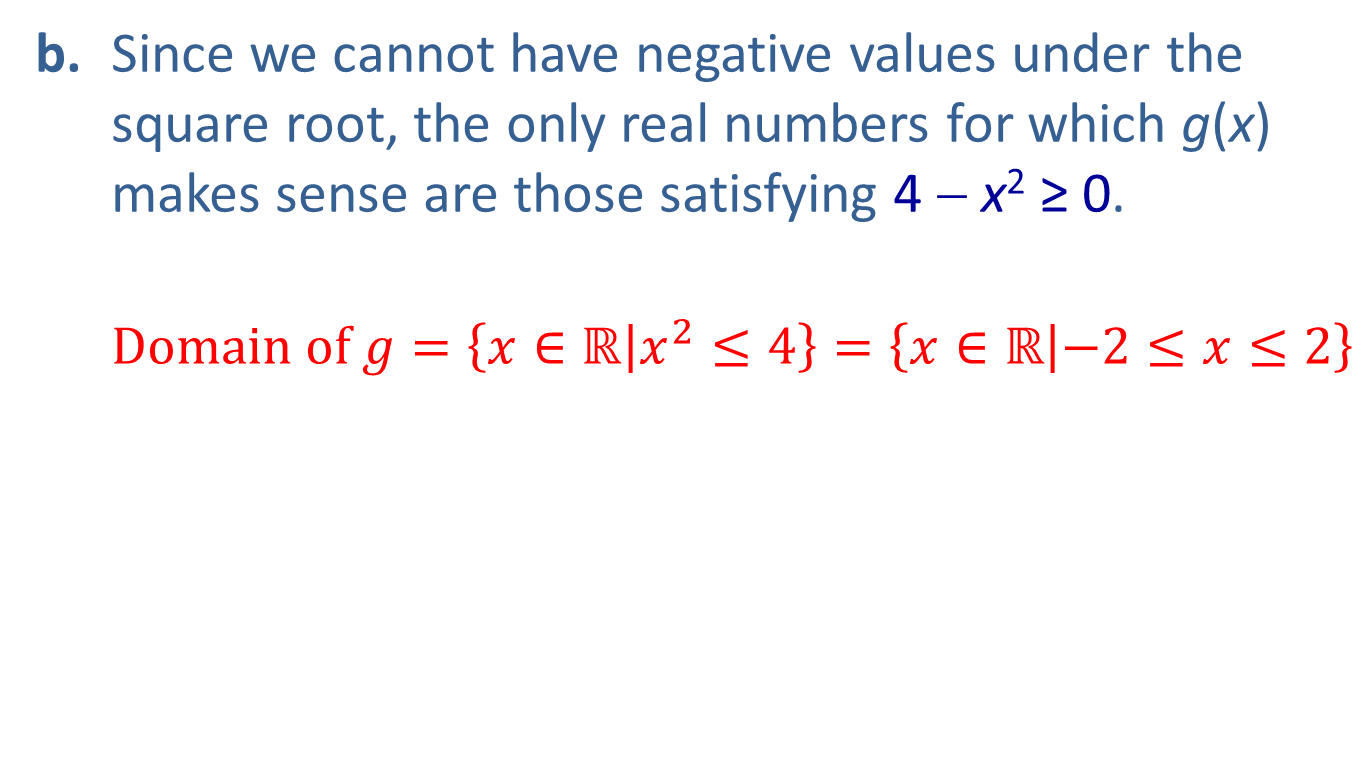 b. Since we cannot have negative values under the
square root, the only real numbers for which g(x)
makes sense are those satisfying 4 – x² ≥ 0.
Domain of g = {x ∈ ℝ|x² ≤ 4} = {x ∈ ℝ|−2 ≤ x ≤ 2}